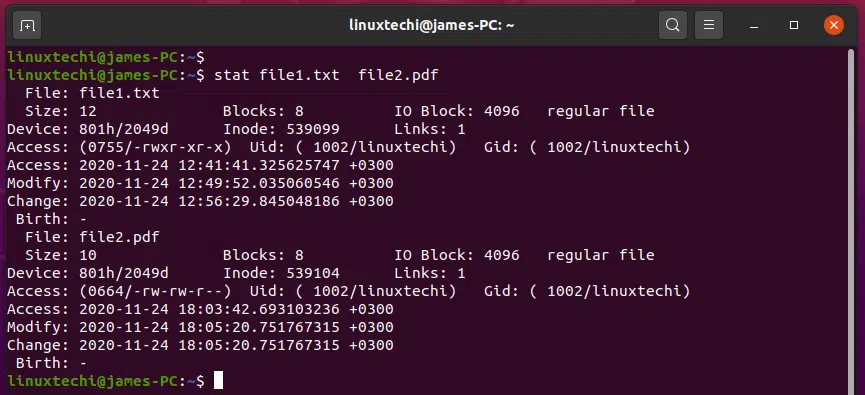 linuxtechi@james-PC: ~
linuxtechi@james-PC:~$
linuxtechi@james-PC:~$ stat file1.txt  file2.pdf
  File: file1.txt
  Size: 12              Blocks: 8          IO Block: 4096   regular file
Device: 801h/2049d      Inode: 539099      Links: 1
Access: (0755/-rwxr-xr-x)  Uid: ( 1002/linuxtechi)   Gid: ( 1002/linuxtechi)
Access: 2020-11-24 12:41:41.325625747 +0300
Modify: 2020-11-24 12:49:52.035060546 +0300
Change: 2020-11-24 12:56:29.845048186 +0300
 Birth: -
  File: file2.pdf
  Size: 10              Blocks: 8          IO Block: 4096   regular file
Device: 801h/2049d      Inode: 539104      Links: 1
Access: (0664/-rw-rw-r--)  Uid: ( 1002/linuxtechi)   Gid: ( 1002/linuxtechi)
Access: 2020-11-24 18:03:42.693103236 +0300
Modify: 2020-11-24 18:05:20.751767315 +0300
Change: 2020-11-24 18:05:20.751767315 +0300
 Birth: -
linuxtechi@james-PC:~$